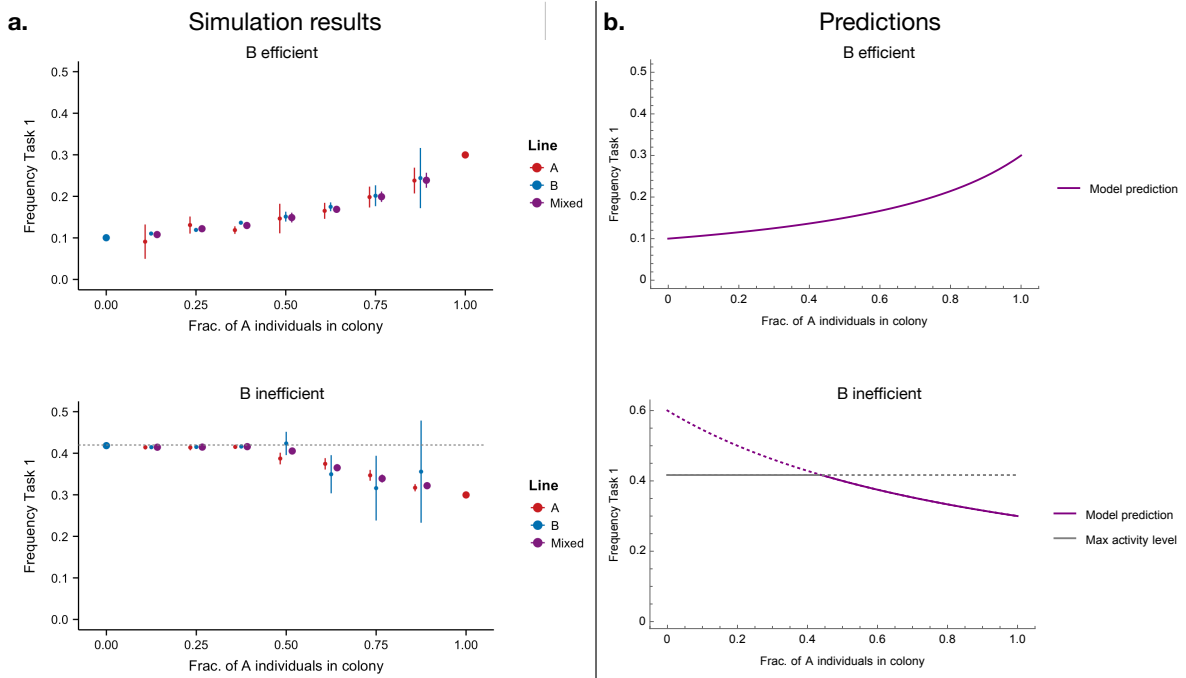 a.
Simulation results
B efficient
0.5
0.4
0.3
0.2
0.1
0.0
Frequency Task 1
0.00 0.25 0.50 0.75 1.00
Frac. of A individuals in colony
Line
A
B
Mixed
B inefficient
0.5
0.4
0.3
0.2
0.1
0.0
Frequency Task 1
0.00 0.25 0.50 0.75 1.00
Frac. of A individuals in colony
Line
A
B
Mixed
b.
Predictions
B efficient
0.5
0.4
0.3
0.2
0.1
0
Frequency Task 1
0 0.2 0.4 0.6 0.8 1.0
Frac. of A individuals in colony
Model prediction
B inefficient
0.6
0.4
0.2
0
Frequency Task 1
0 0.2 0.4 0.6 0.8 1.0
Frac. of A individuals in colony
Model prediction
Max activity level